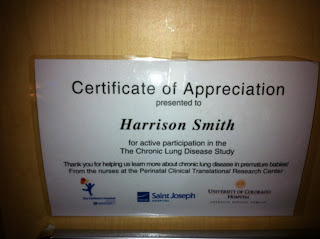 Certificate of Appreciation
presented to
Harrison Smith
for active participation in the
The Chronic Lung Disease Study
Thank you for helping us learn more about chronic lung disease in premature babies!
From the nurses at the Perinatal Clinical Translational Research Center
Saint Joseph
HOSPITAL
UNIVERSITY OF COLORADO
HOSPITAL